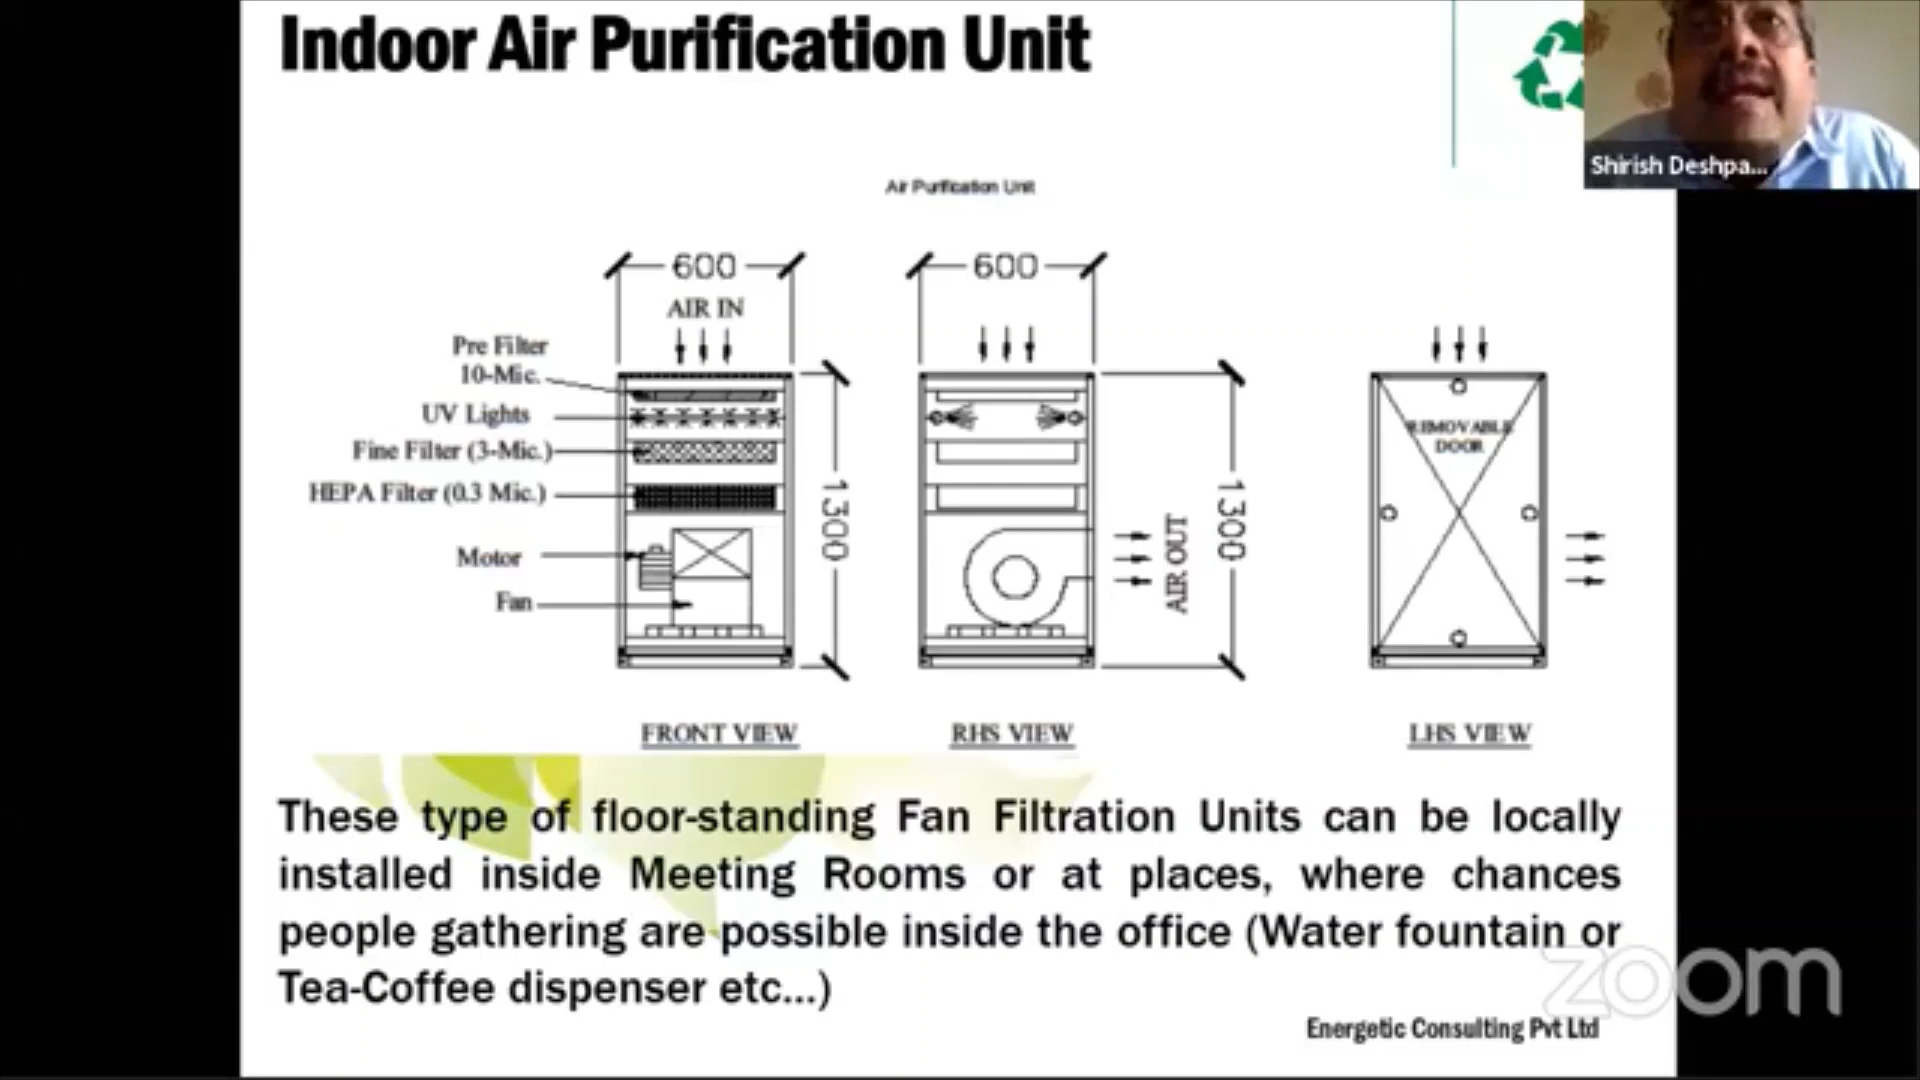 Indoor Air Purification Unit
Shirish Deshpa...
Air Purification Unit
600
600
AIR IN
Pre Filter
10-Mic.
UV Lights
Fine Filter (3-Mic.)
HEPA Filter (0.3 Mic.)
Motor
Fan
1300
AIR OUT
1300
REMOVABLE
DOOR
FRONT VIEW
RHS VIEW
LHS VIEW
These type of floor-standing Fan Filtration Units can be locally
installed inside Meeting Rooms or at places, where chances
people gathering are possible inside the office (Water fountain or
Tea-Coffee dispenser etc...)
zoom
Energetic Consulting Pvt Ltd